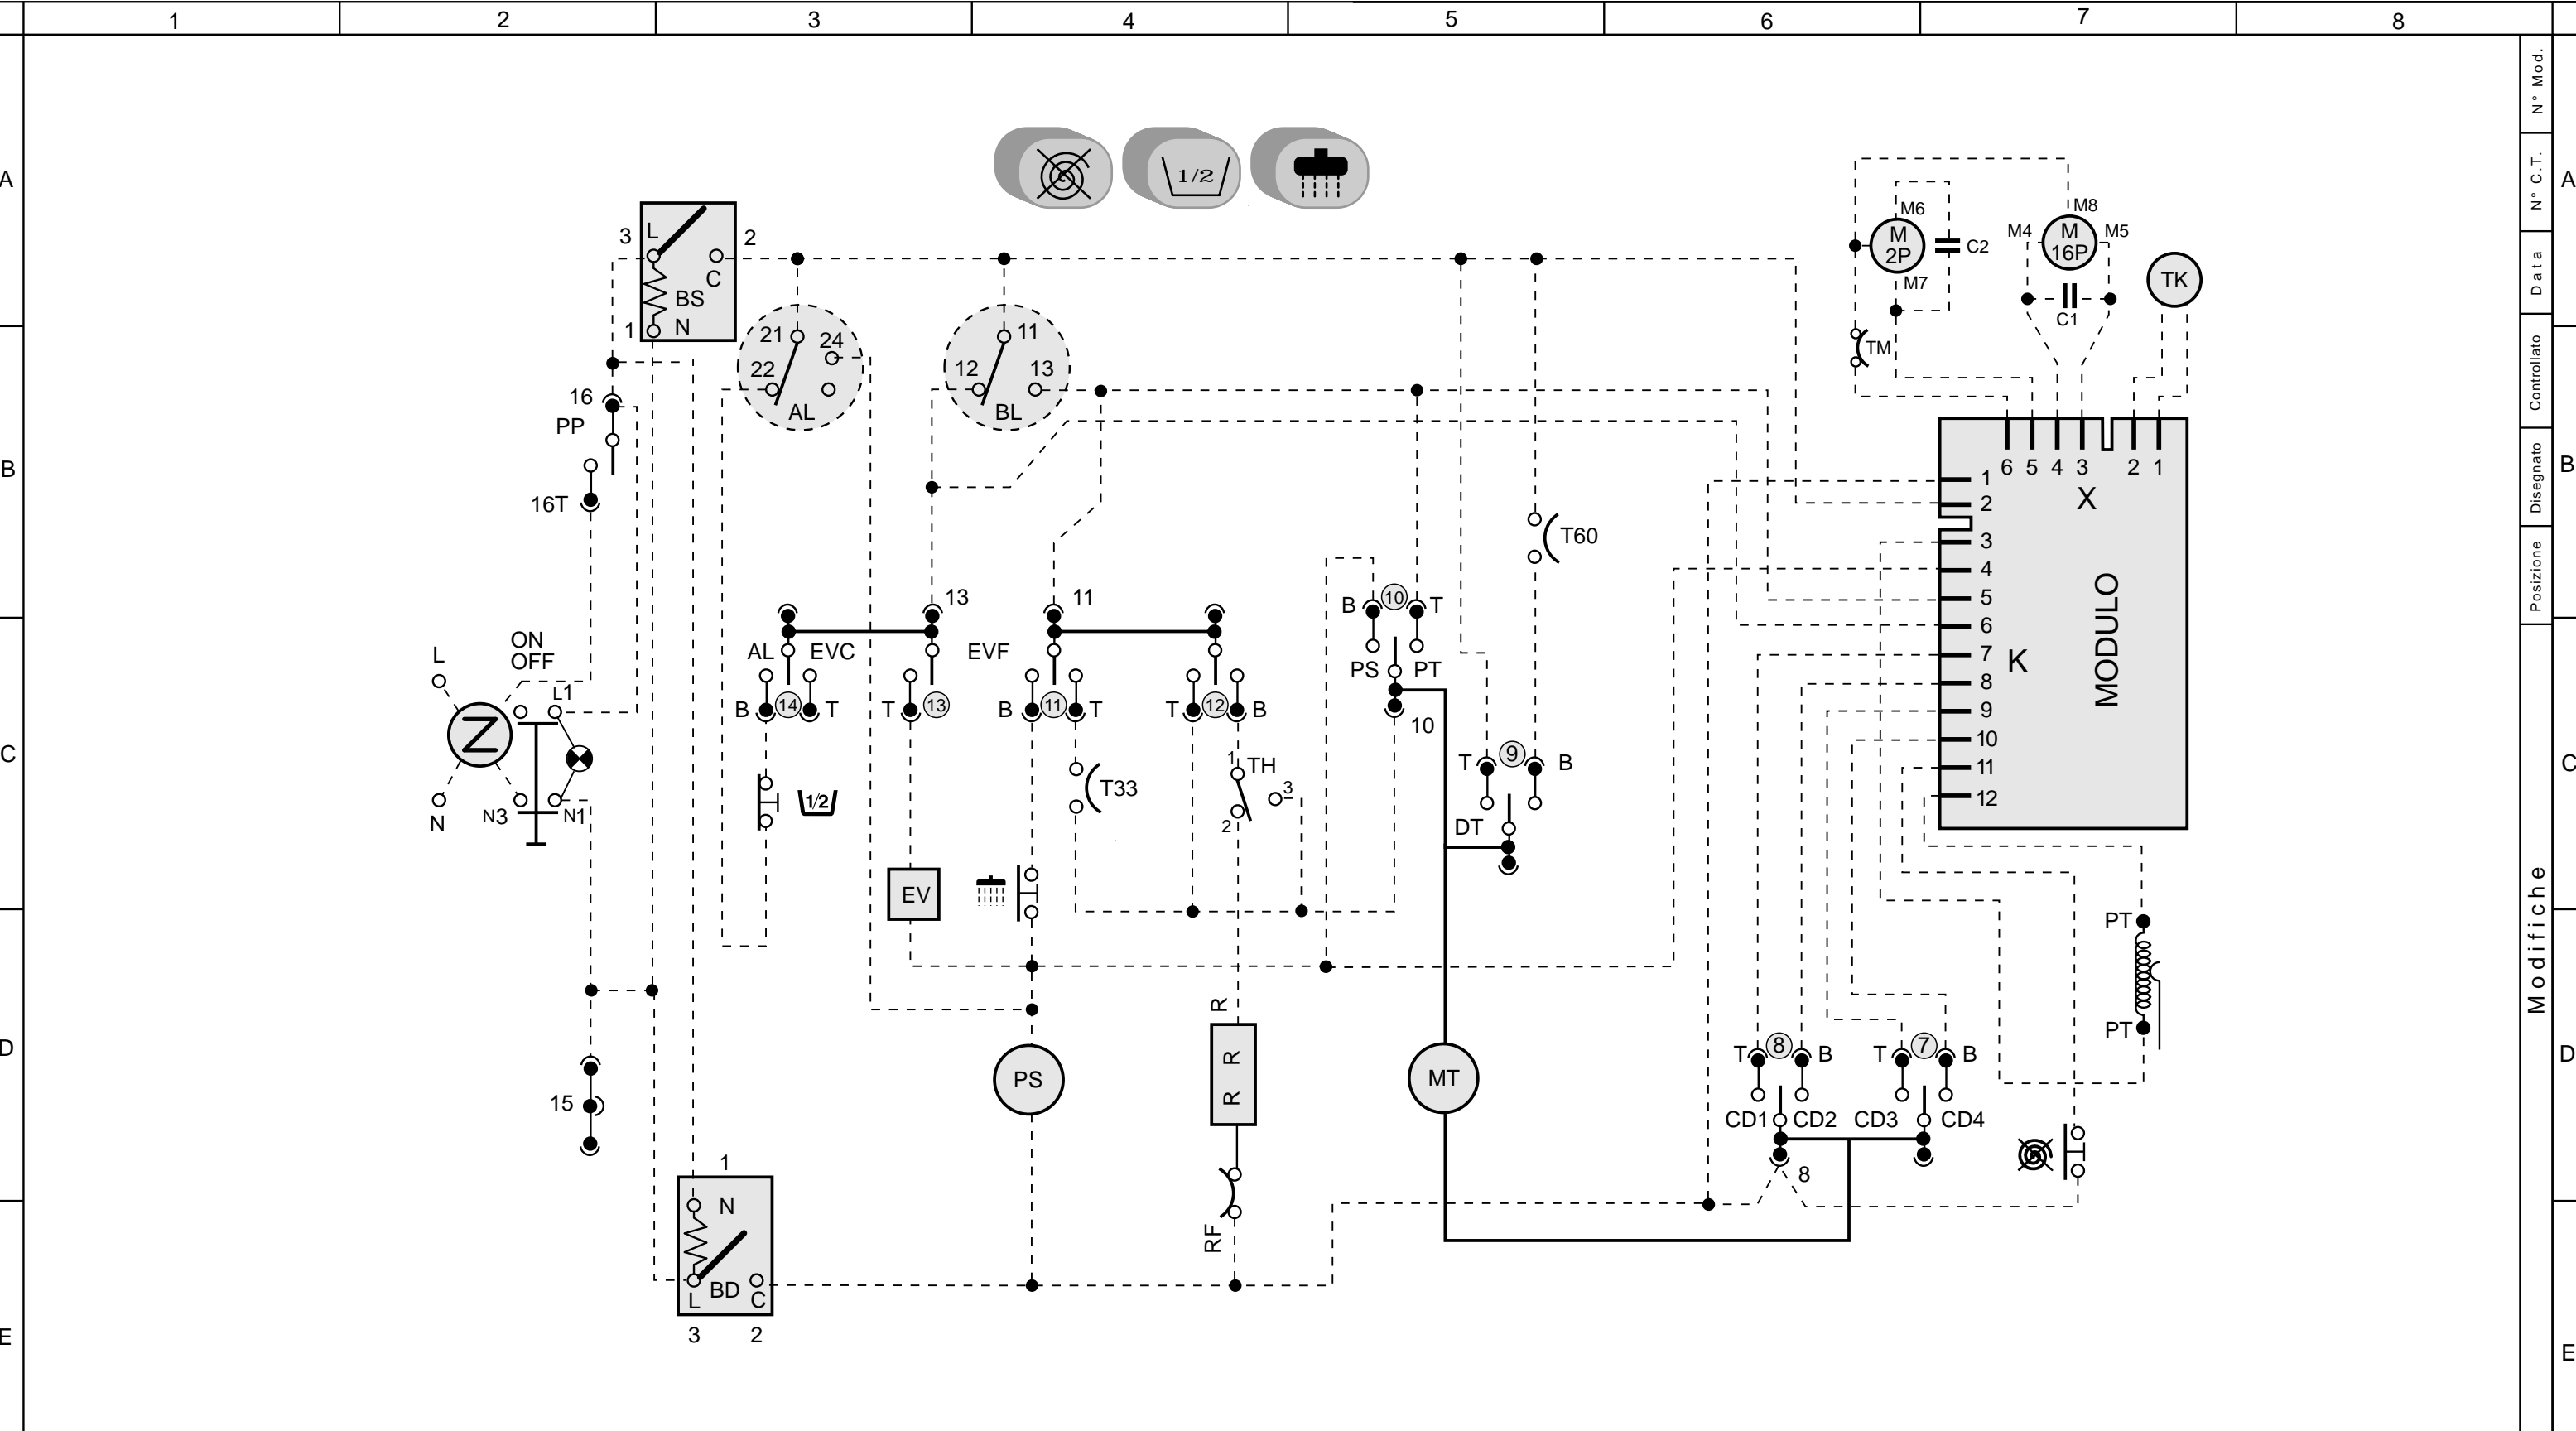 1 2 3 4 5 6 7 8
N° Mod.
N° C.T.
Data
Controllato
Disegnato
Posizione
Modifiche
A A
B B
C C
D D
E E
1/2
3 L 2
C
BS
1 N
21 24
22
AL
11
12 13
BL
M6
M 2P
C2
M7
M8
M4 M 16P M5
C1
TK
TM
16
PP
16T
6 5 4 3 2 1
X
1
2
3
4
5
6
7
8
9
10
11
12
K
MODULO
T60
13 11
B 10 T
ON
OFF
L
L1
Z
N
N3 N1
AL EVC EVF
B 14 T T 13 B 11 T T 12 B
PS PT
10
T 9 B
DT
1/2
T33
1 TH
3
2
EV
R
R R
R R
RF
PS
MT
15
PT
PT
T 8 B T 7 B
CD1 CD2 CD3 CD4
8
1
N
BD
L C
3 2